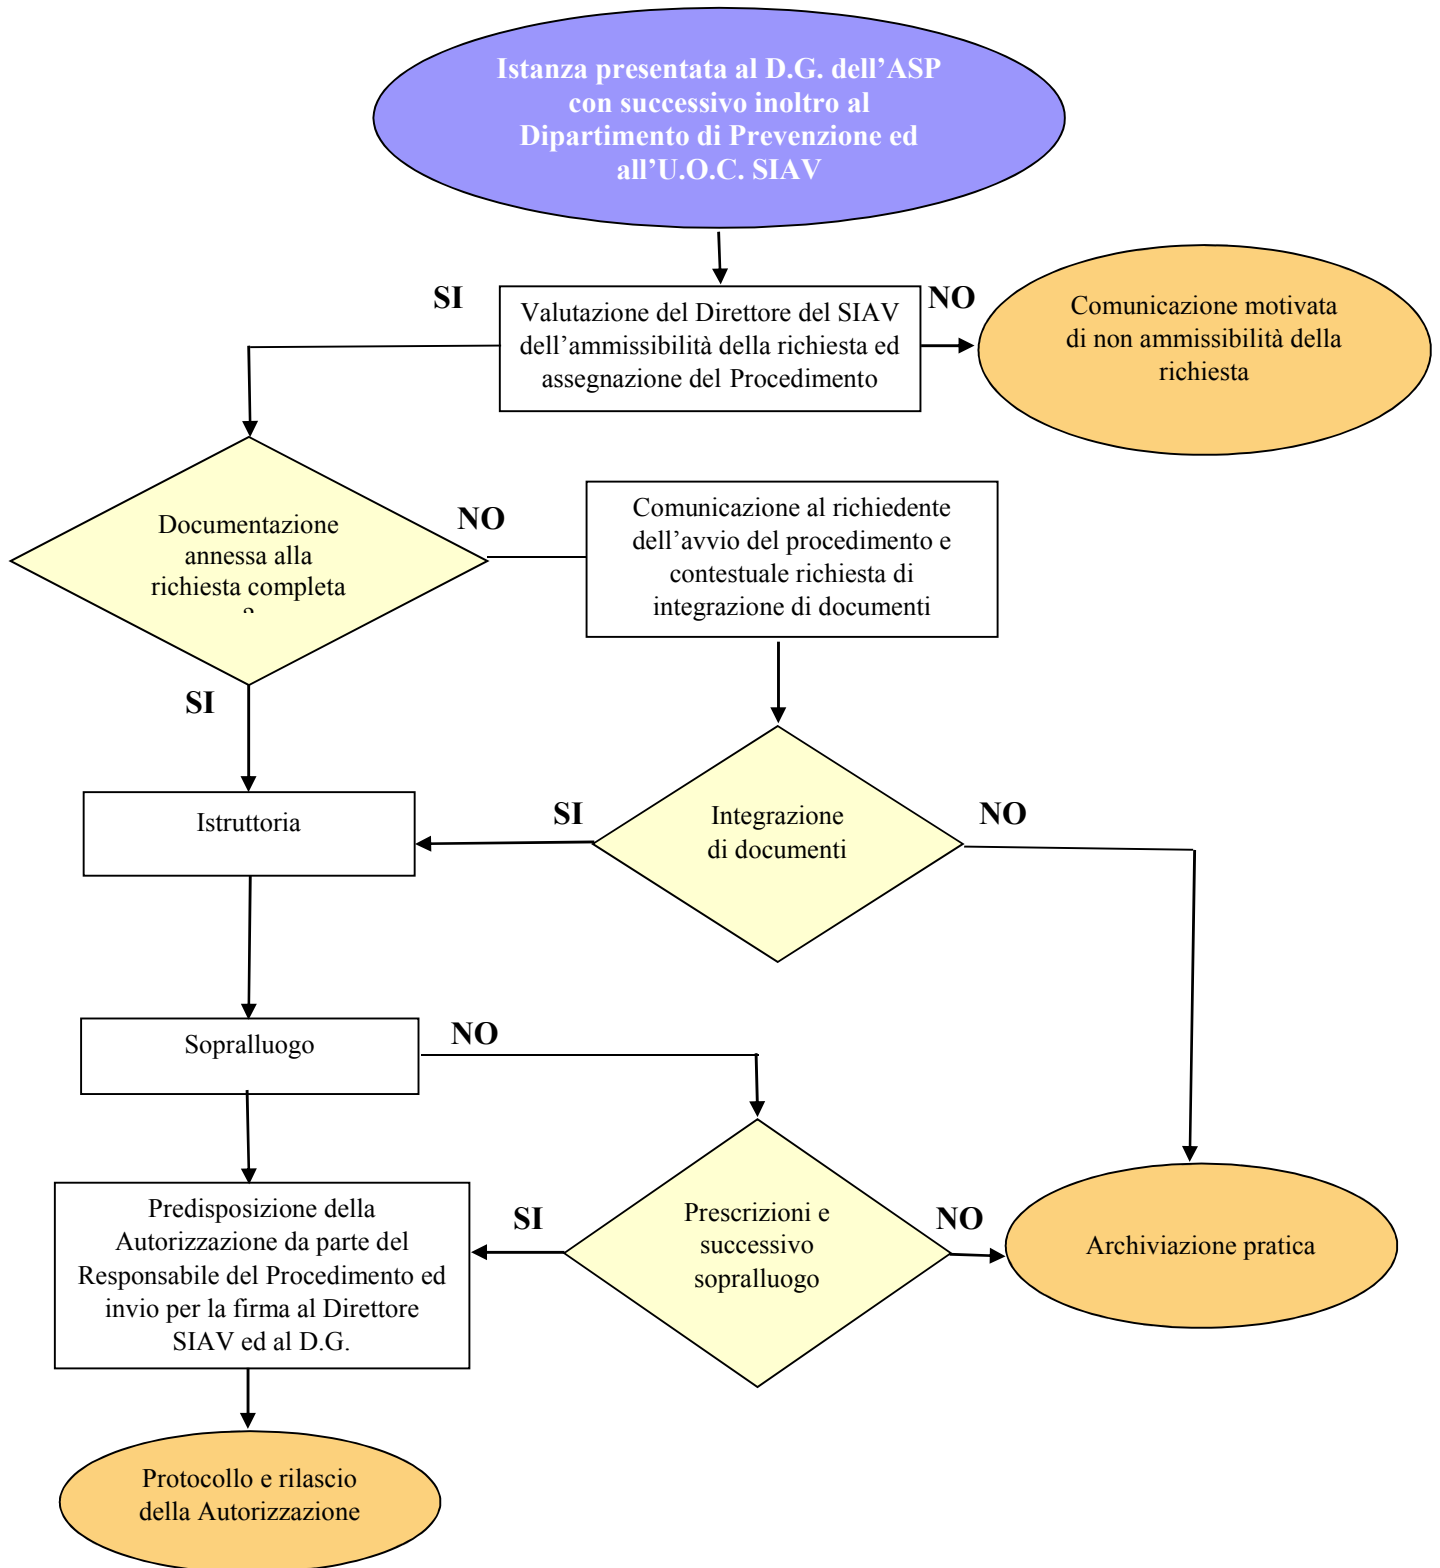 Istanza presentata al D.G. dell’ASP
con successivo inoltro al
Dipartimento di Prevenzione ed
all’U.O.C. SIAV
SI
Valutazione del Direttore del SIAV
dell’ammissibilità della richiesta ed
assegnazione del Procedimento
NO
Comunicazione motivata
di non ammissibilità della
richiesta
Documentazione
annessa alla
richiesta completa
?
NO
Comunicazione al richiedente
dell’avvio del procedimento e
contestuale richiesta di
integrazione di documenti
SI
Istruttoria
SI
Integrazione
di documenti
NO
Sopralluogo
NO
Predisposizione della
Autorizzazione da parte del
Responsabile del Procedimento ed
invio per la firma al Direttore
SIAV ed al D.G.
SI
Prescrizioni e
successivo
sopralluogo
NO
Archiviazione pratica
Protocollo e rilascio
della Autorizzazione